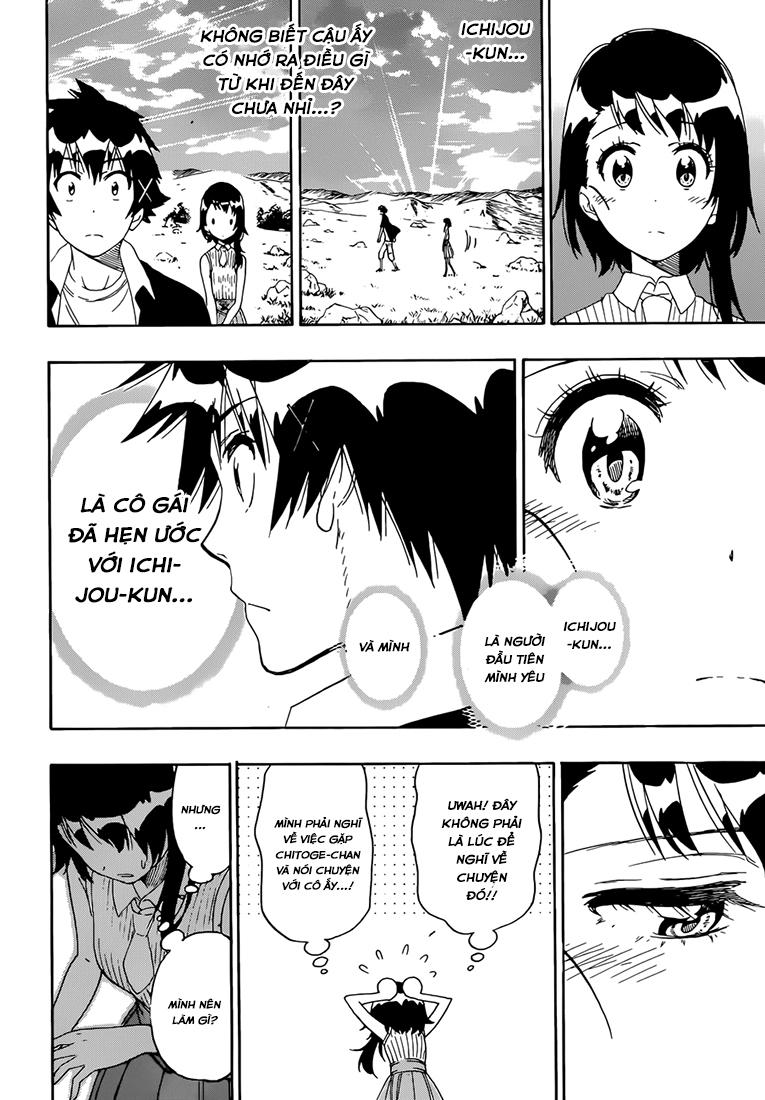 ICHIJOU
-KUN...
KHÔNG BIẾT CẬU ẤY
CÓ NHỚ RA ĐIỀU GÌ
TỪ KHI ĐẾN ĐÂY
CHƯA NHỈ...?
ICHIJOU
-KUN...
LÀ NGƯỜI
ĐẦU TIÊN
MÌNH YÊU
VÀ MÌNH
LÀ CÔ GÁI
ĐÃ HẸN ƯỚC
VỚI ICHI-
JOU-KUN...
UWAH! ĐÂY
KHÔNG PHẢI
LÀ LÚC ĐỂ
NGHĨ VỀ
CHUYỆN
ĐÓ!!
MÌNH PHẢI NGHĨ
VỀ VIỆC GẶP
CHITOGE-CHAN
VÀ NÓI CHUYỆN
VỚI CÔ ẤY...!
NHƯNG
...
MÌNH NÊN
LÀM GÌ?